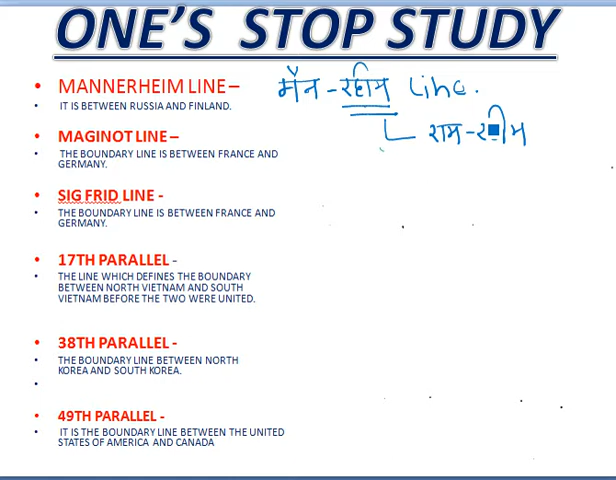 ONE'S STOP STUDY
• MANNERHEIM LINE – मॅन - रहीम Line.
• IT IS BETWEEN RUSSIA AND FINLAND.
• MAGINOT LINE – राम -
• THE BOUNDARY LINE IS BETWEEN FRANCE AND
GERMANY.
• SIG FRID LINE -
• THE BOUNDARY LINE IS BETWEEN FRANCE AND
GERMANY.
• 17TH PARALLEL -
• THE LINE WHICH DEFINES THE BOUNDARY
BETWEEN NORTH VIETNAM AND SOUTH
VIETNAM BEFORE THE TWO WERE UNITED.
• 38TH PARALLEL -
• THE BOUNDARY LINE BETWEEN NORTH
KOREA AND SOUTH KOREA.
•
• 49TH PARALLEL -
• IT IS THE BOUNDARY LINE BETWEEN THE UNITED
STATES OF AMERICA AND CANADA